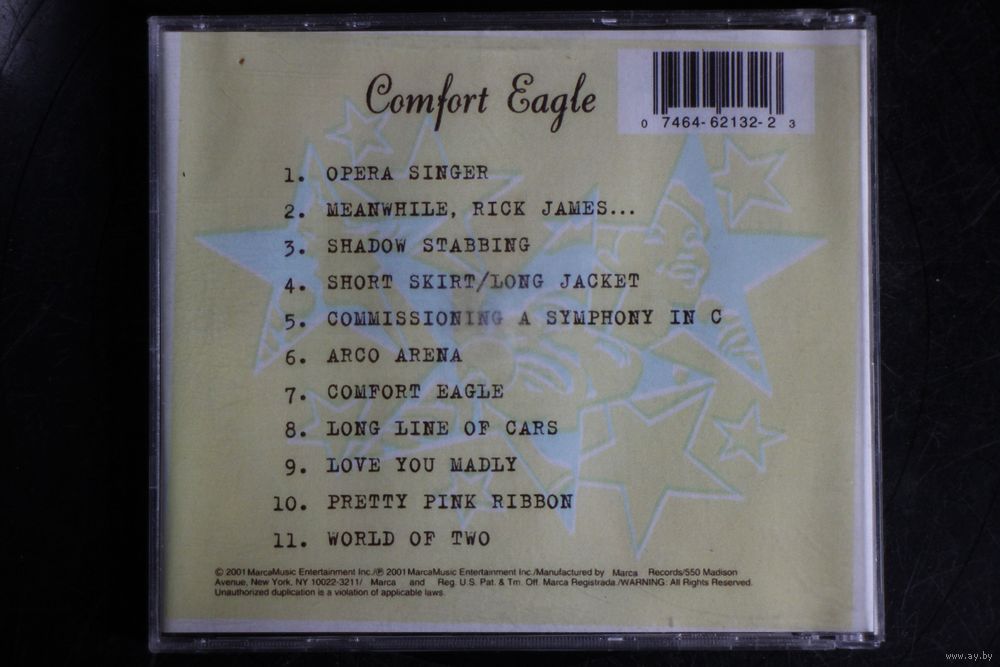 Comfort Eagle
0 7464-62132-2 3
1. OPERA SINGER
2. MEANWHILE, RICK JAMES...
3. SHADOW STABBING
4. SHORT SKIRT/LONG JACKET
5. COMMISSIONING A SYMPHONY IN C
6. ARCO ARENA
7. COMFORT EAGLE
8. LONG LINE OF CARS
9. LOVE YOU MADLY
10. PRETTY PINK RIBBON
11. WORLD OF TWO
© 2001 MarcaMusic Entertainment Inc./℗ 2001 MarcaMusic Entertainment Inc./Manufactured by Marca Records/550 Madison
Avenue, New York, NY 10022-3211/ Marca and Reg. U.S. Pat. & Tm. Off. Marca Registrada./WARNING: All Rights Reserved.
Unauthorized duplication is a violation of applicable laws.
www.ay.by